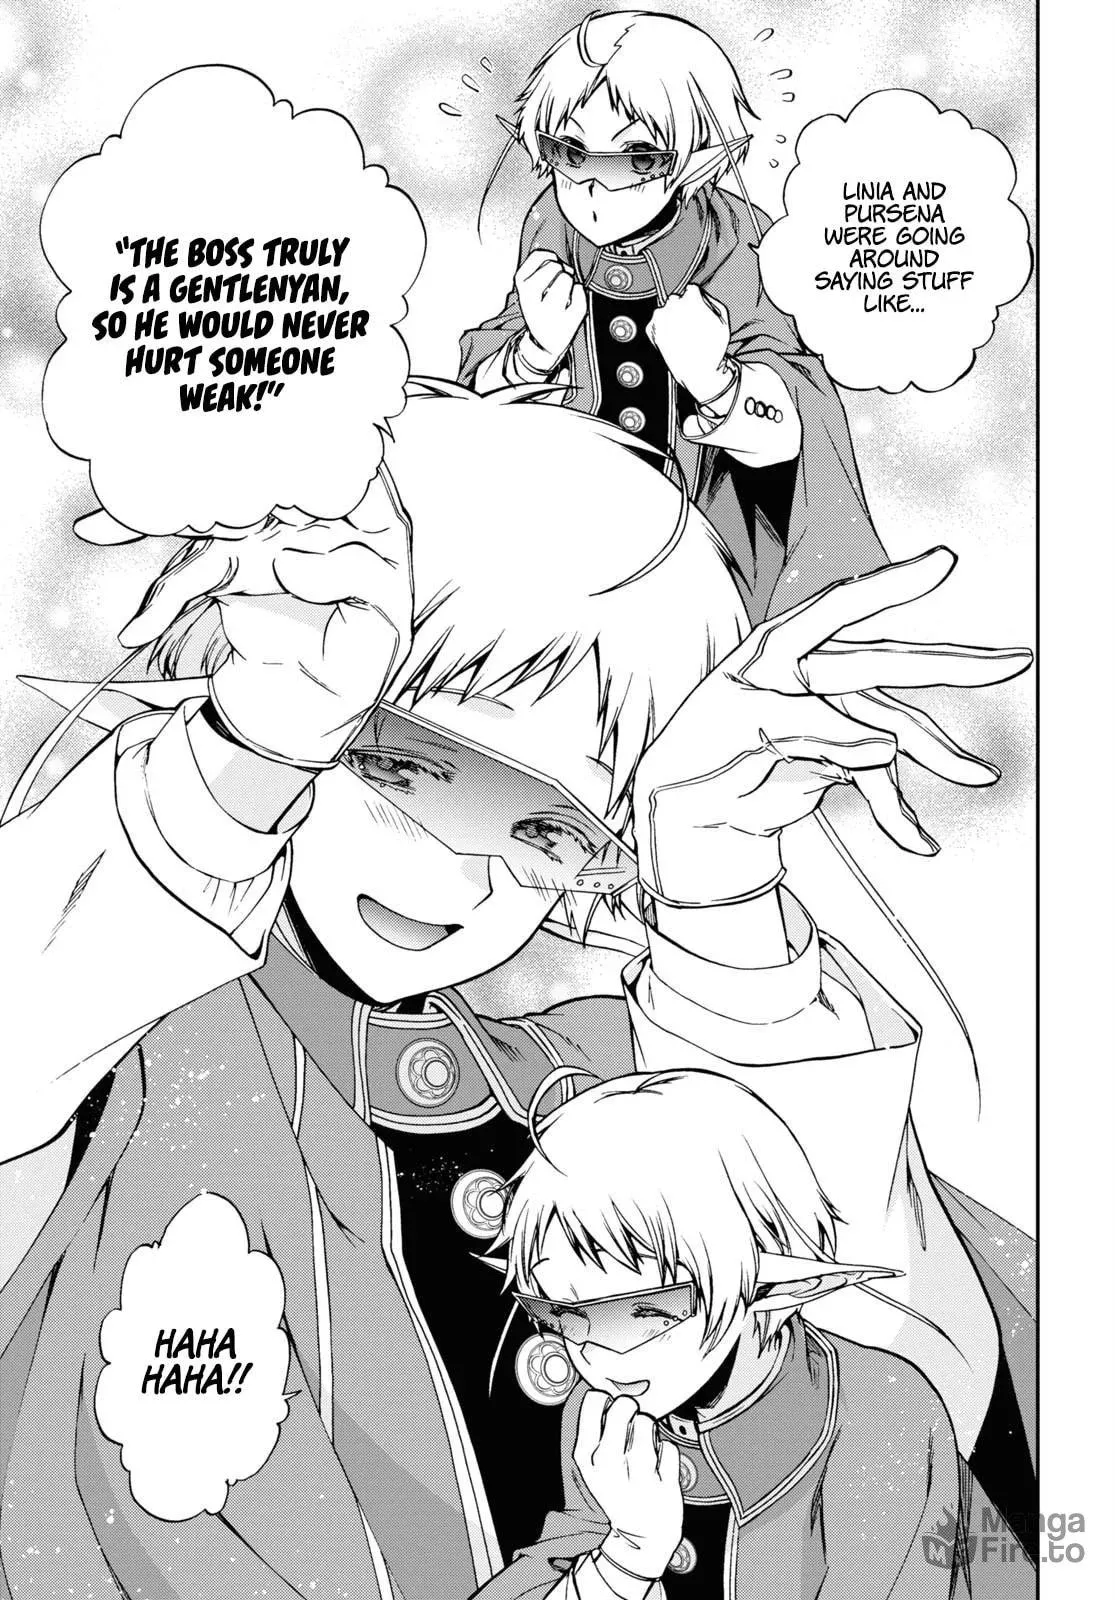 LINIA AND
PURSENA
WERE GOING
AROUND
SAYING STUFF
LIKE...
“THE BOSS TRULY
IS A GENTLENYAN,
SO HE WOULD NEVER
HURT SOMEONE
WEAK!”
HAHA
HAHA!!
Manga
Fire.to